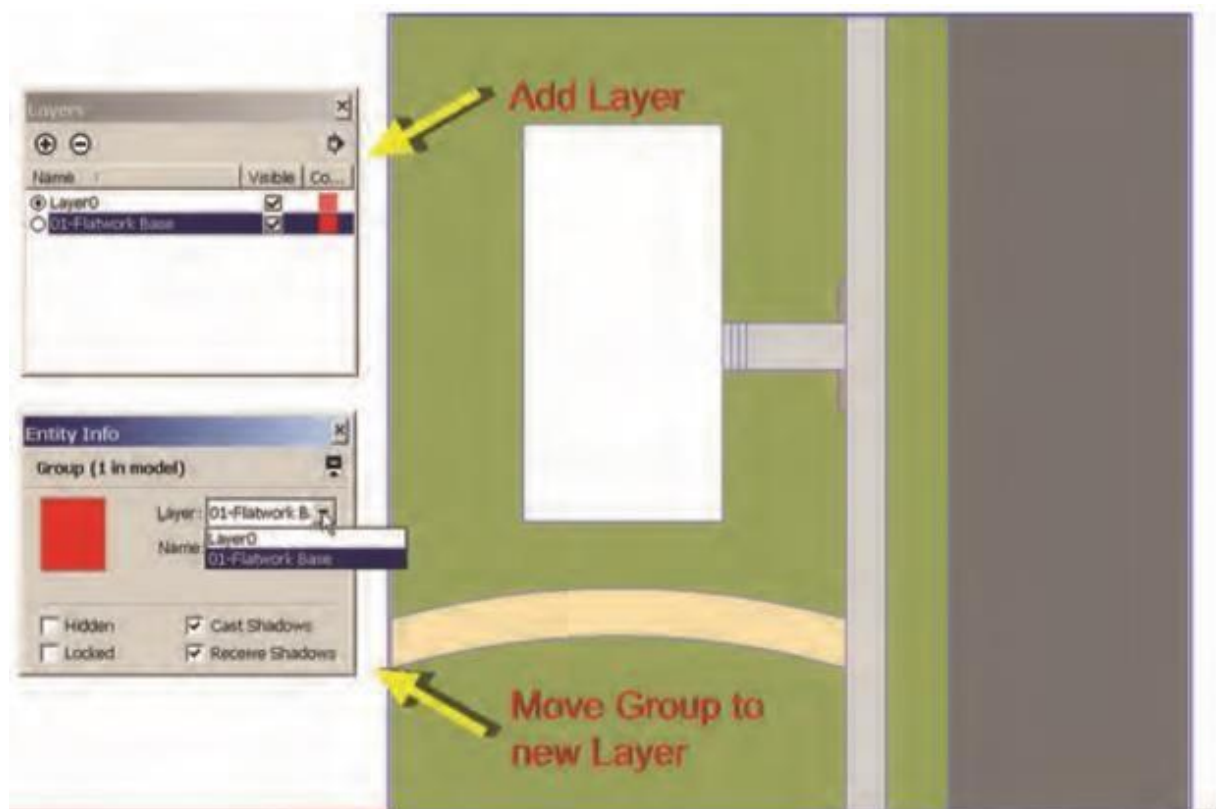 Layers
Name Visible Co...
Layer0
01-Flatwork Base
Add Layer
Entity Info
Group (1 in model)
Layer: 01-Flatwork B
Layer0
Name:
01-Flatwork Base
Hidden Cast Shadows
Locked Receive Shadows
Move Group to
new Layer